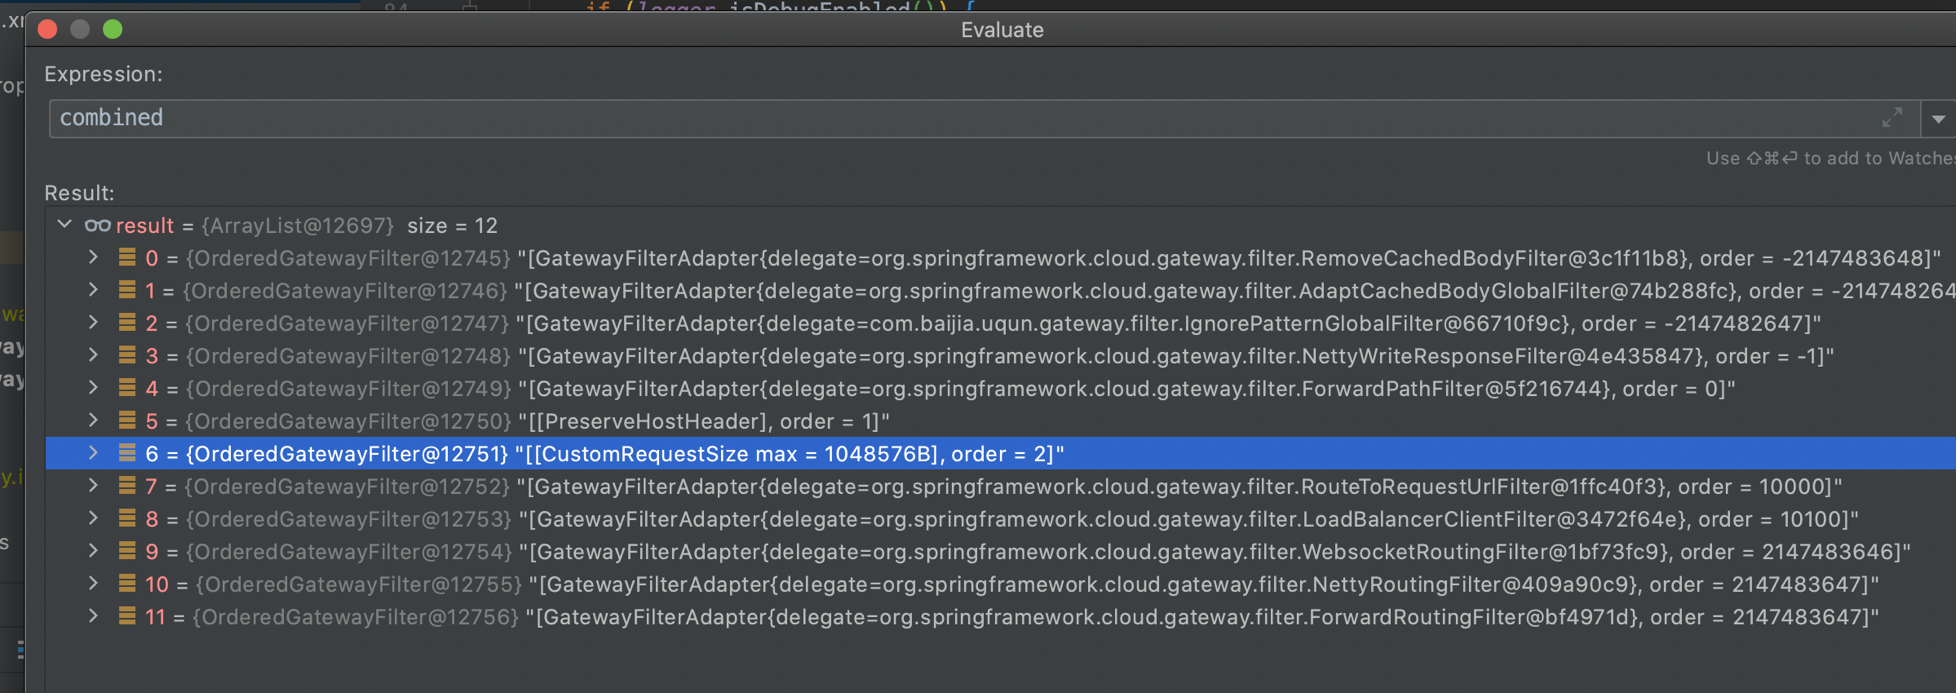 .xn
84
if (logger.isDebugEnabled()) {
Evaluate
Expression:
rop
combined
Use ⇧⌘⏎ to add to Watches
Result:
result = {ArrayList@12697} size = 12
0 = {OrderedGatewayFilter@12745} "[GatewayFilterAdapter{delegate=org.springframework.cloud.gateway.filter.RemoveCachedBodyFilter@3c1f11b8}, order = -2147483648]"
1 = {OrderedGatewayFilter@12746} "[GatewayFilterAdapter{delegate=org.springframework.cloud.gateway.filter.AdaptCachedBodyGlobalFilter@74b288fc}, order = -214748264
2 = {OrderedGatewayFilter@12747} "[GatewayFilterAdapter{delegate=com.baijia.uqun.gateway.filter.IgnorePatternGlobalFilter@66710f9c}, order = -2147482647]"
3 = {OrderedGatewayFilter@12748} "[GatewayFilterAdapter{delegate=org.springframework.cloud.gateway.filter.NettyWriteResponseFilter@4e435847}, order = -1]"
4 = {OrderedGatewayFilter@12749} "[GatewayFilterAdapter{delegate=org.springframework.cloud.gateway.filter.ForwardPathFilter@5f216744}, order = 0]"
5 = {OrderedGatewayFilter@12750} "[[PreserveHostHeader], order = 1]"
6 = {OrderedGatewayFilter@12751} "[[CustomRequestSize max = 1048576B], order = 2]"
7 = {OrderedGatewayFilter@12752} "[GatewayFilterAdapter{delegate=org.springframework.cloud.gateway.filter.RouteToRequestUrlFilter@1ffc40f3}, order = 10000]"
8 = {OrderedGatewayFilter@12753} "[GatewayFilterAdapter{delegate=org.springframework.cloud.gateway.filter.LoadBalancerClientFilter@3472f64e}, order = 10100]"
9 = {OrderedGatewayFilter@12754} "[GatewayFilterAdapter{delegate=org.springframework.cloud.gateway.filter.WebsocketRoutingFilter@1bf73fc9}, order = 2147483646]"
10 = {OrderedGatewayFilter@12755} "[GatewayFilterAdapter{delegate=org.springframework.cloud.gateway.filter.NettyRoutingFilter@409a90c9}, order = 2147483647]"
11 = {OrderedGatewayFilter@12756} "[GatewayFilterAdapter{delegate=org.springframework.cloud.gateway.filter.ForwardRoutingFilter@bf4971d}, order = 2147483647]"